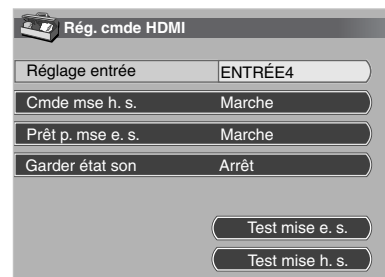 Rég. cmde HDMI
Réglage entrée ENTRÉE4
Cmde mse h. s. Marche
Prêt p. mse e. s. Marche
Garder état son Arrêt
Test mise e. s.
Test mise h. s.